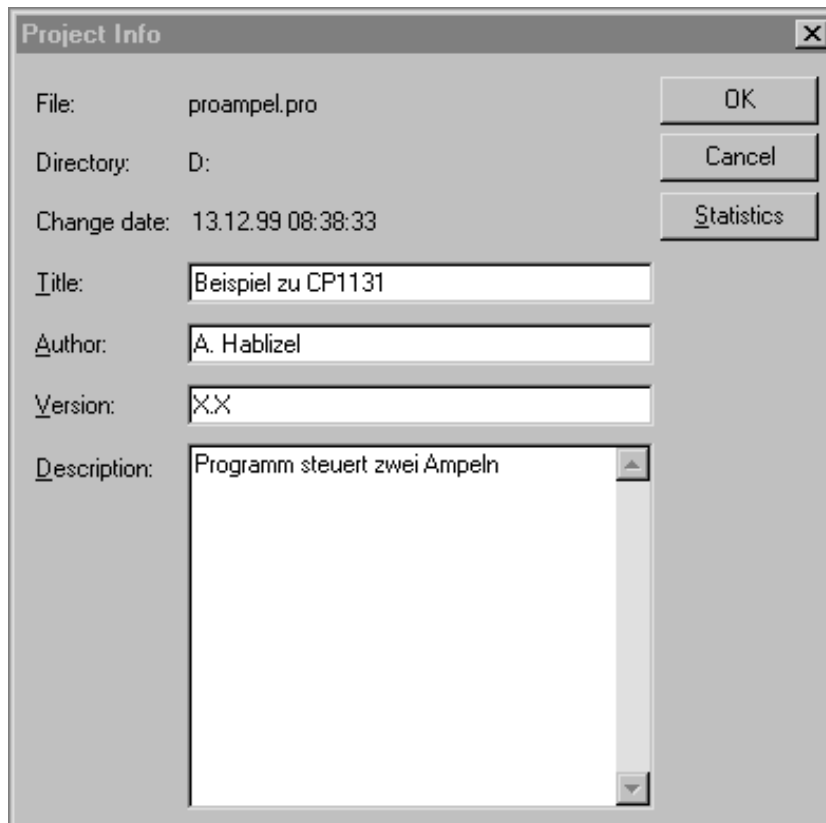 Project Info
File: proampel.pro
OK
Directory: D:
Cancel
Change date: 13.12.99 08:38:33
Statistics
Title: Beispiel zu CP1131
Author: A. Hablizel
Version: X.X
Description: Programm steuert zwei Ampeln